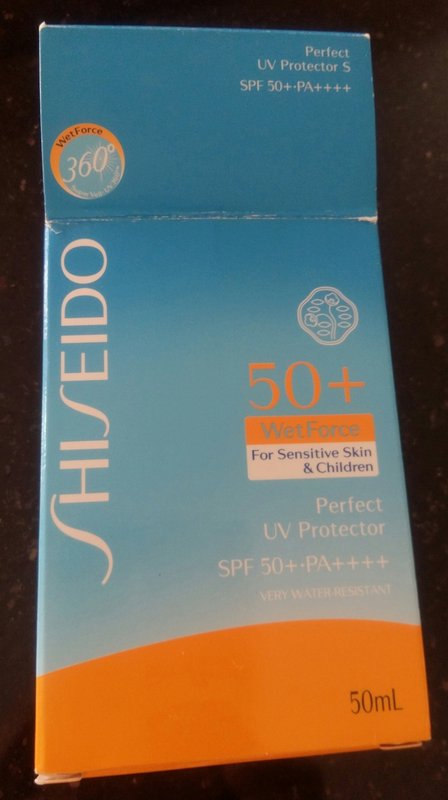 Perfect
UV Protector S
SPF 50+·PA++++
WetForce
360°
SHISEIDO
50+
WetForce
For Sensitive Skin
& Children
Perfect
UV Protector
SPF 50+·PA++++
VERY WATER-RESISTANT
50mL